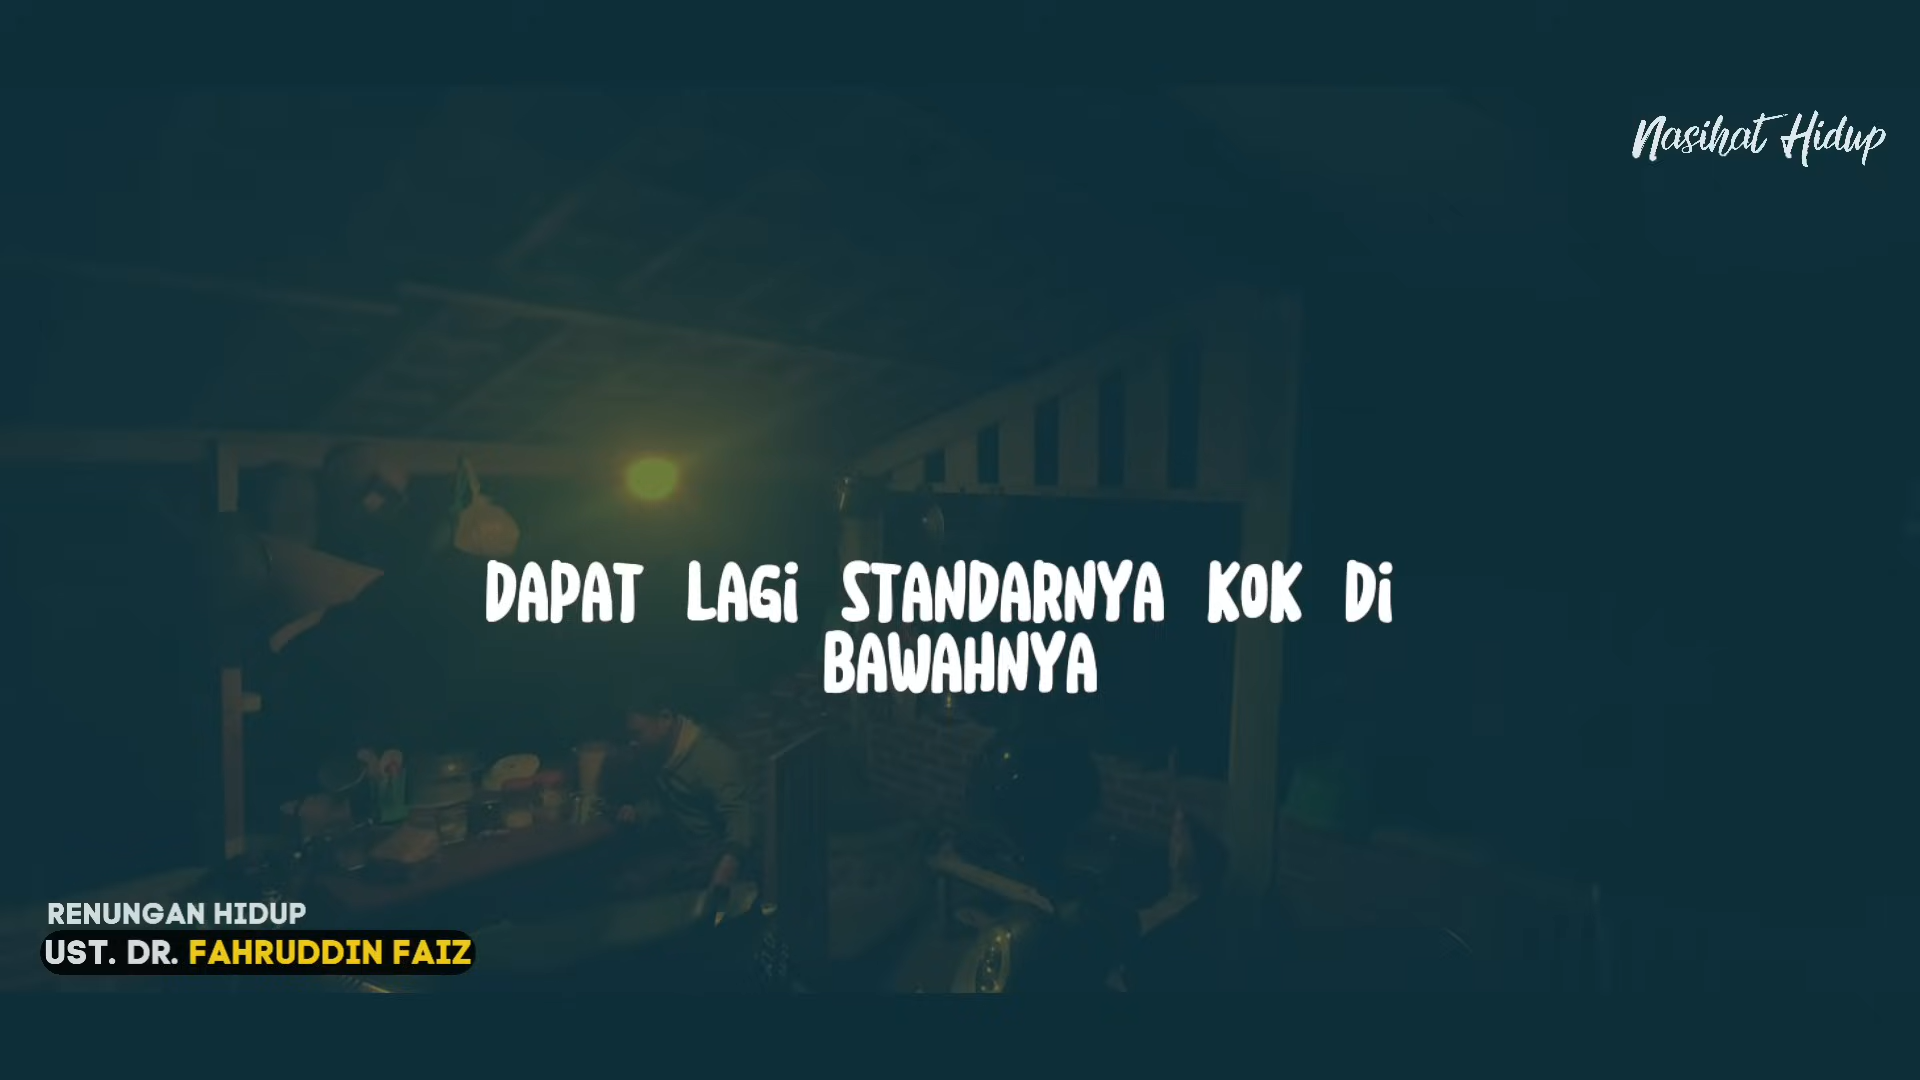 Nasihat Hidup
DAPAT LAGi STANDARNYA KOK Di
BAWAHNYA
RENUNGAN HIDUP
UST. DR. FAHRUDDIN FAIZ